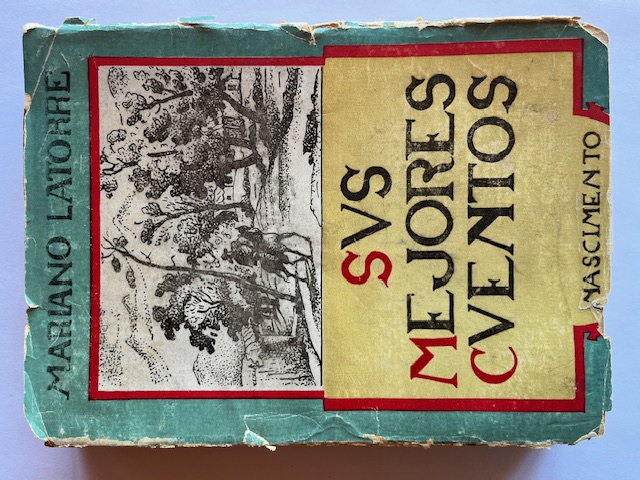 MARIANO LATORRE
SVS
MEJORES
CVENTOS
NASCIMENTO